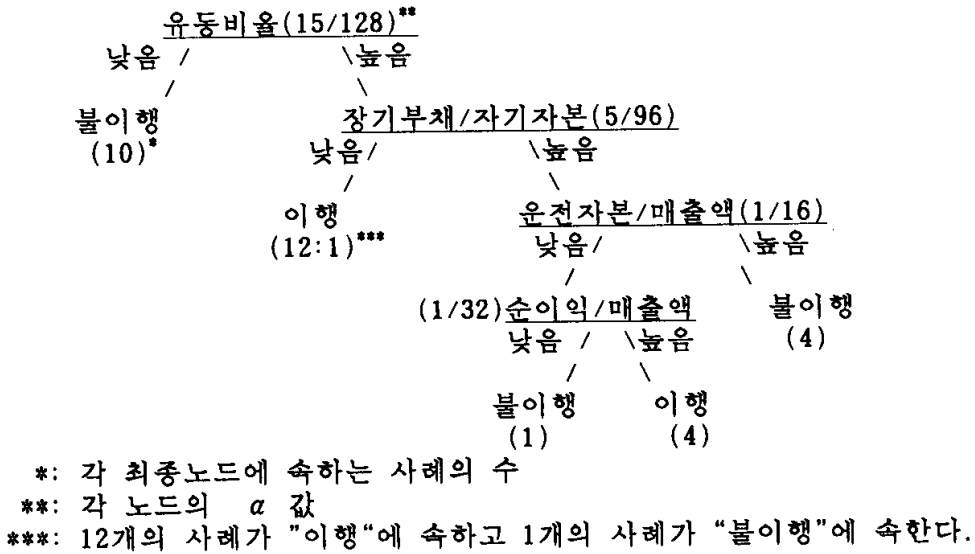 유동비율(15/128)**
낮음 / \높음
/ \
불이행 장기부채/자기자본(5/96)
(10)* 낮음/ \높음
/ \
이행 운전자본/매출액(1/16)
(12:1)*** 낮음/ \높음
/ \
(1/32)순이익/매출액 불이행
낮음 / \높음 (4)
/ \
불이행 이행
(1) (4)
*: 각 최종노드에 속하는 사례의 수
**: 각 노드의 α 값
***: 12개의 사례가 "이행“에 속하고 1개의 사례가 “불이행"에 속한다.